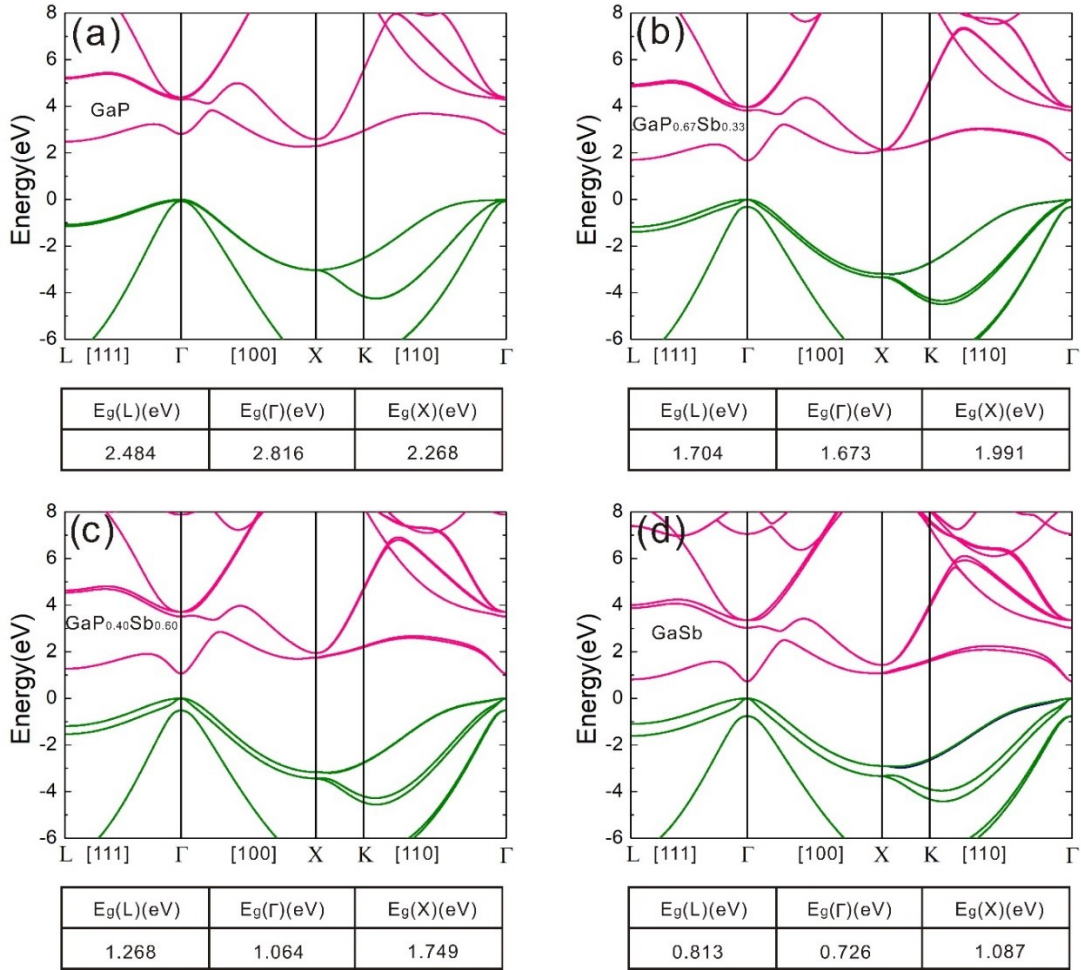 (a)
8
6
4
2
0
-2
-4
-6
Energy(eV)
GaP
L [111] Γ [100] X K [110] Γ
Eg(L)(eV) Eg(Γ)(eV) Eg(X)(eV)
2.484 2.816 2.268
(b)
8
6
4
2
0
-2
-4
-6
Energy(eV)
GaP0.67Sb0.33
L [111] Γ [100] X K [110] Γ
Eg(L)(eV) Eg(Γ)(eV) Eg(X)(eV)
1.704 1.673 1.991
(c)
8
6
4
2
0
-2
-4
-6
Energy(eV)
GaP0.40Sb0.60
L [111] Γ [100] X K [110] Γ
Eg(L)(eV) Eg(Γ)(eV) Eg(X)(eV)
1.268 1.064 1.749
(d)
8
6
4
2
0
-2
-4
-6
Energy(eV)
GaSb
L [111] Γ [100] X K [110] Γ
Eg(L)(eV) Eg(Γ)(eV) Eg(X)(eV)
0.813 0.726 1.087